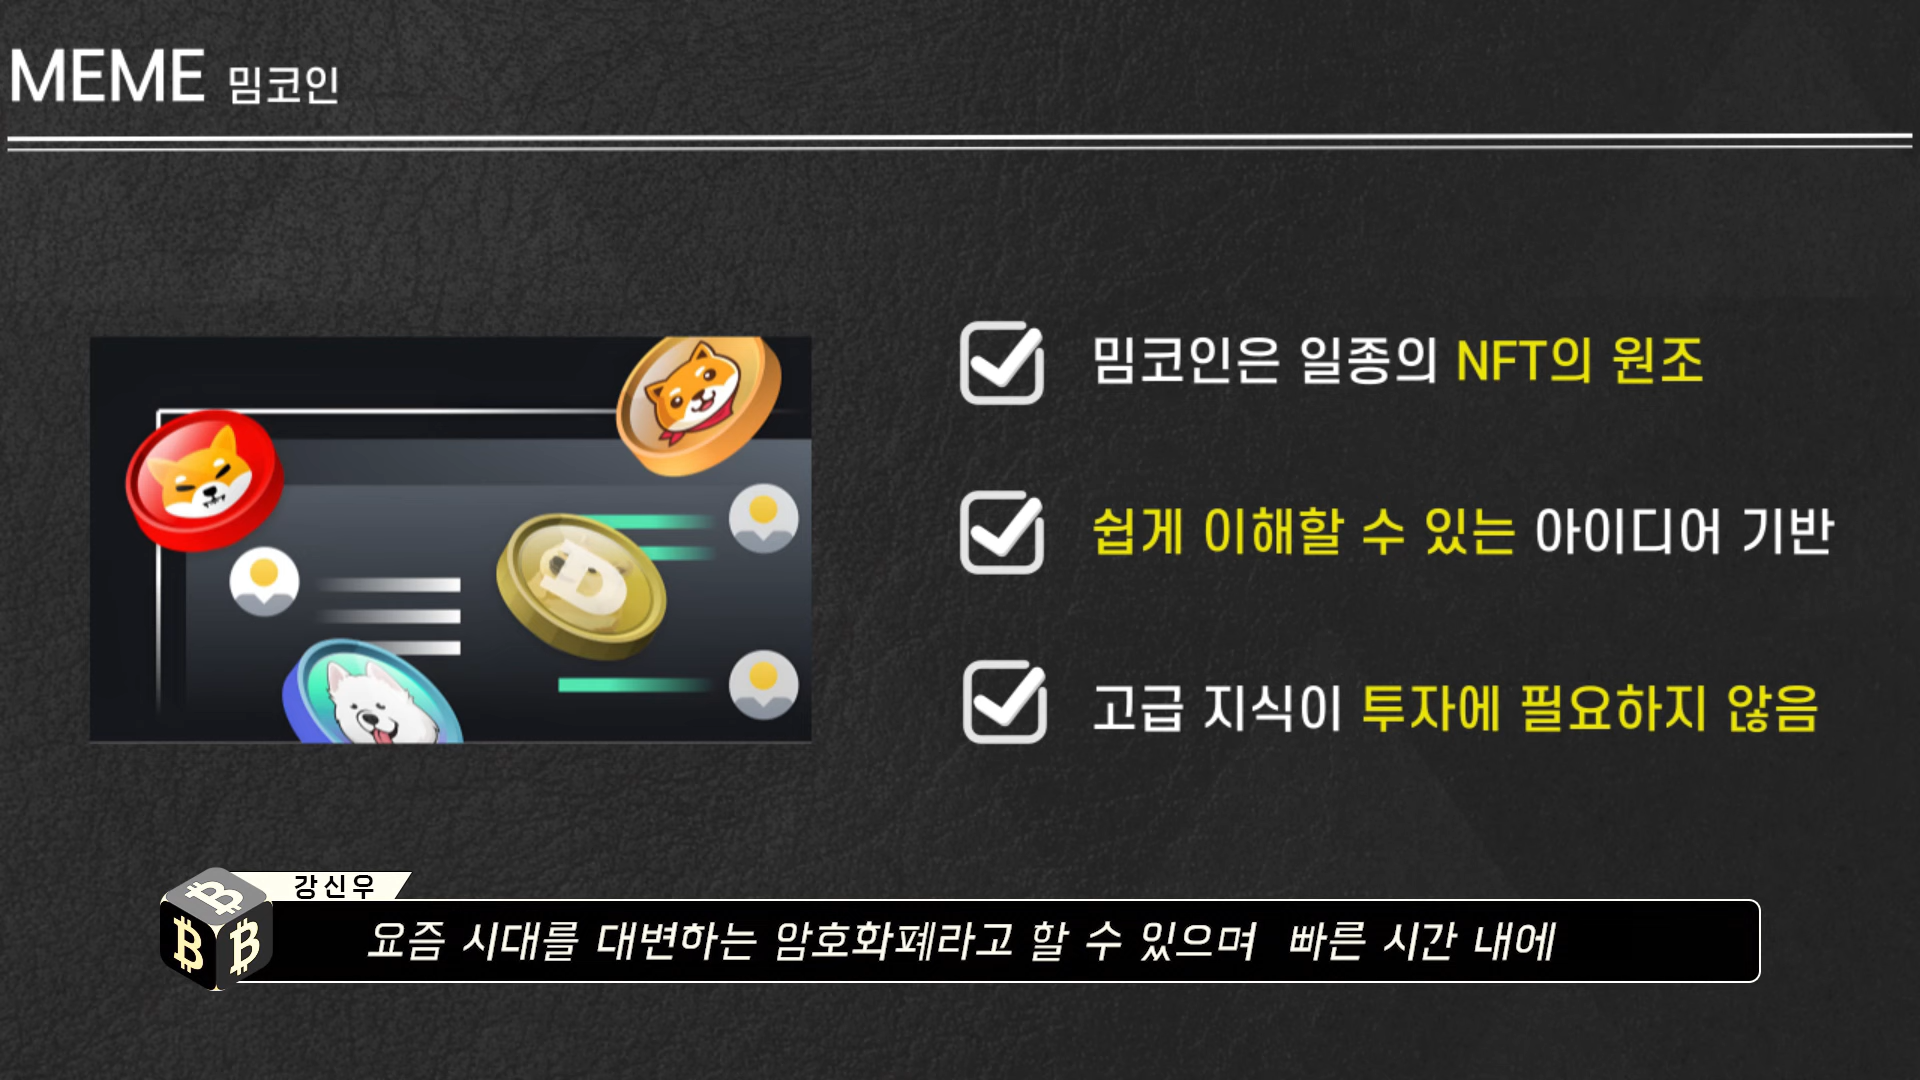 MEME 밈코인
밈코인은 일종의 NFT의 원조
쉽게 이해할 수 있는 아이디어 기반
고급 지식이 투자에 필요하지 않음
강신우
요즘 시대를 대변하는 암호화폐라고 할 수 있으며 빠른 시간 내에